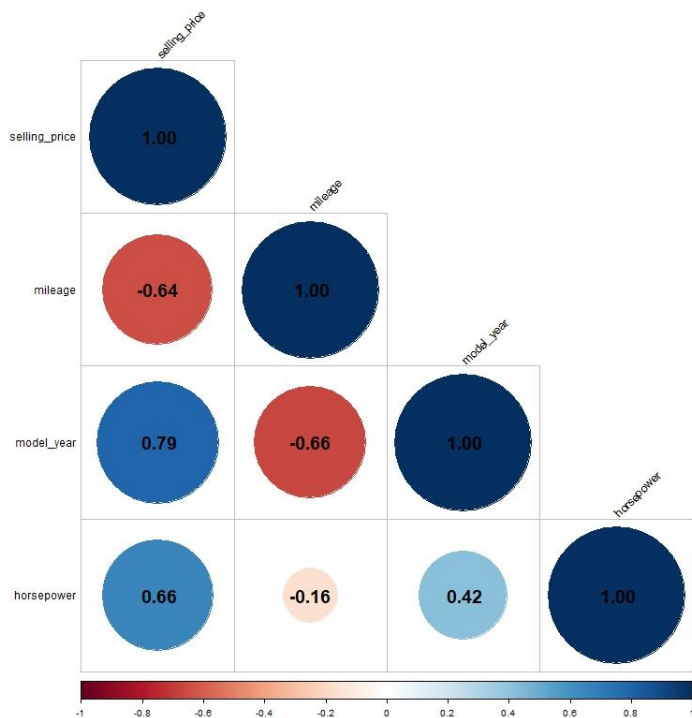 selling_price
selling_price 1.00
mileage
mileage -0.64 1.00
model_year
model_year 0.79 -0.66 1.00
horsepower
horsepower 0.66 -0.16 0.42 1.00
-1 -0.8 -0.6 -0.4 -0.2 0 0.2 0.4 0.6 0.8 1